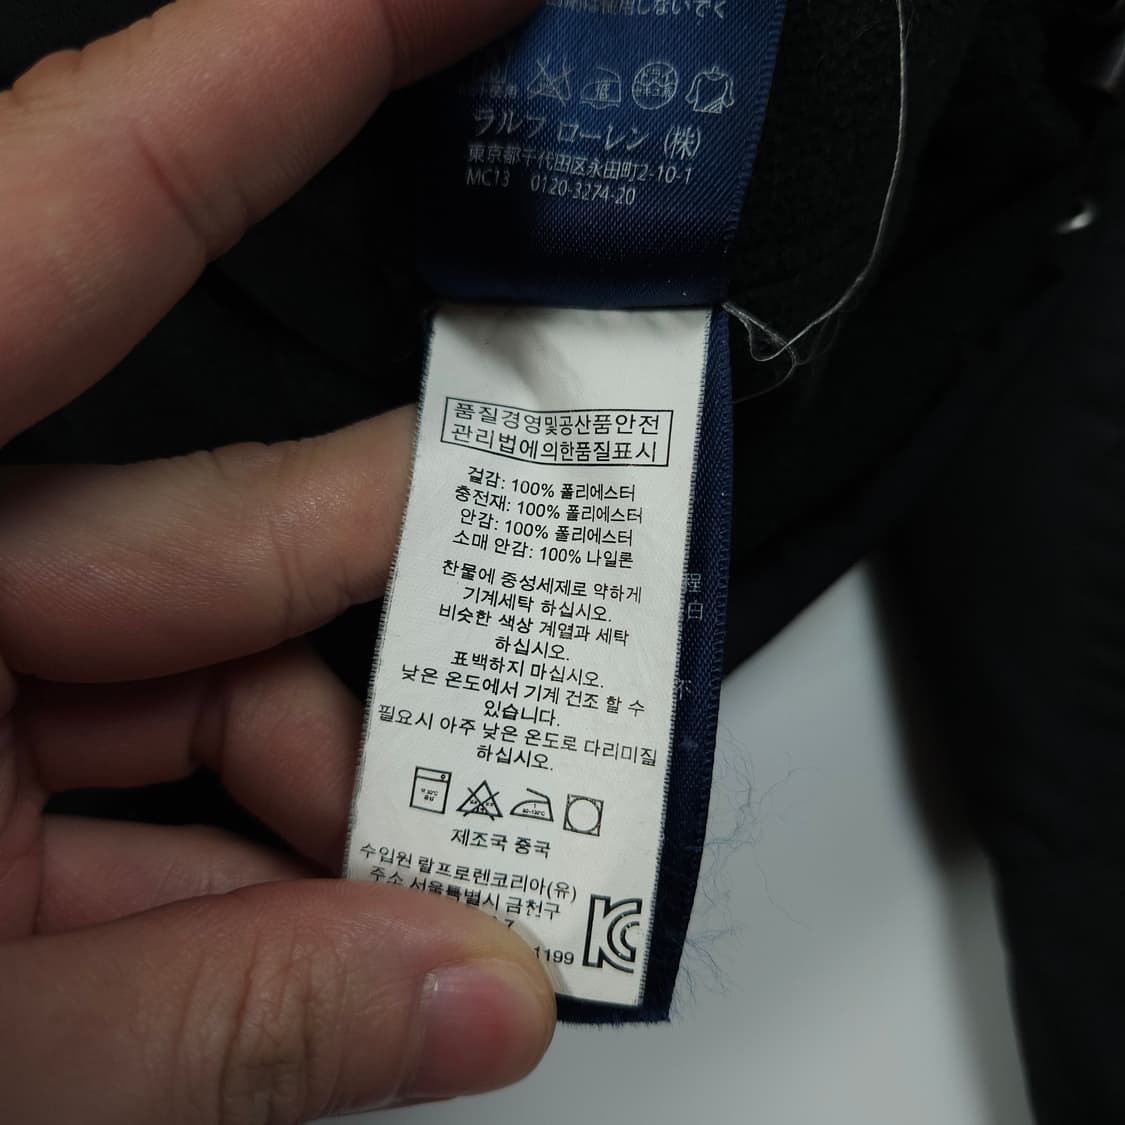 ラルフ ローレン (株)
東京都千代田区永田町2-10-1
MC13 0120-3274-20
품질경영및공산품안전
관리법에의한품질표시
겉감: 100% 폴리에스터
충전재: 100% 폴리에스터
안감: 100% 폴리에스터
소매 안감: 100% 나일론
찬물에 중성세제로 약하게
기계세탁 하십시오.
비슷한 색상 계열과 세탁
하십시오.
표백하지 마십시오.
낮은 온도에서 기계 건조 할 수
있습니다.
필요시 아주 낮은 온도로 다리미질
하십시오.
제조국 중국
수입원 랄프로렌코리아(유)
주소 서울특별시 금천구
1199
KC
程
白